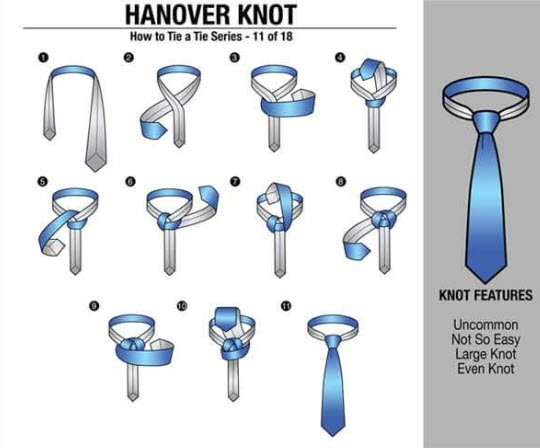 HANOVER KNOT
How to Tie a Tie Series - 11 of 18
1
2
3
4
5
6
7
8
9
10
11
KNOT FEATURES
Uncommon
Not So Easy
Large Knot
Even Knot